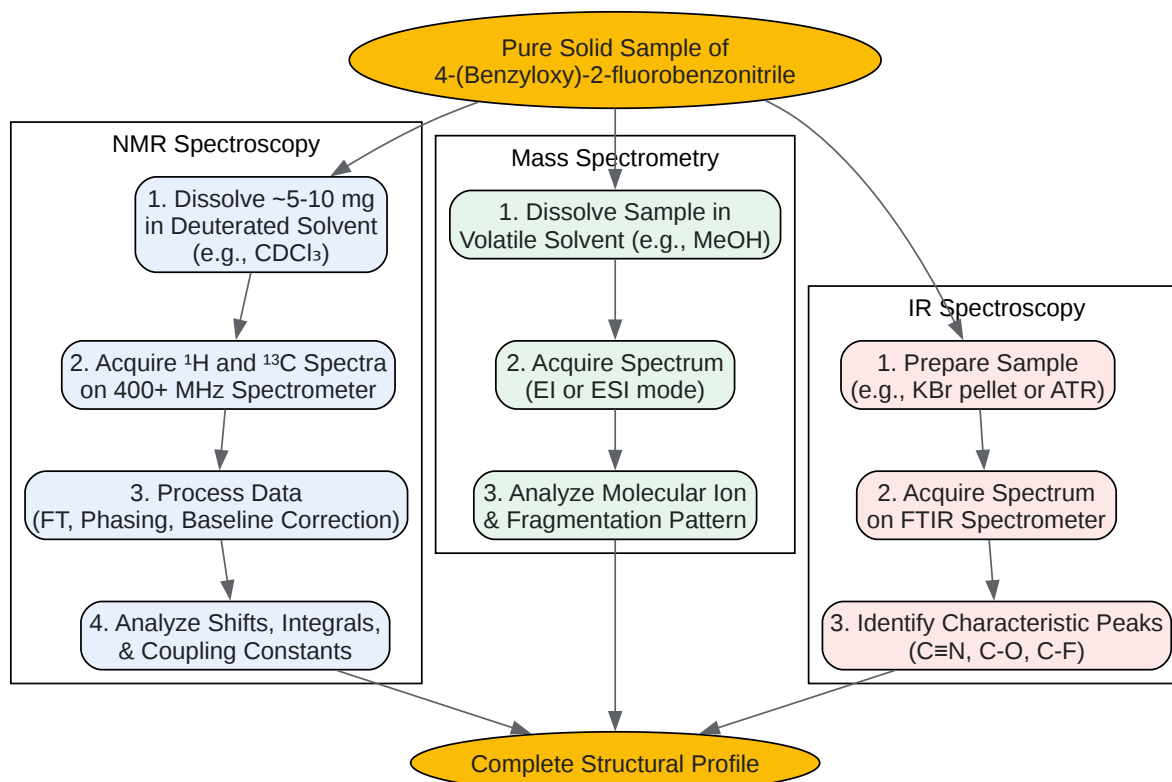 Pure Solid Sample of
4-(Benzyloxy)-2-fluorobenzonitrile
NMR Spectroscopy
1. Dissolve ~5-10 mg
in Deuterated Solvent
(e.g., CDCl₃)
2. Acquire ¹H and ¹³C Spectra
on 400+ MHz Spectrometer
3. Process Data
(FT, Phasing, Baseline Correction)
4. Analyze Shifts, Integrals,
& Coupling Constants
Mass Spectrometry
1. Dissolve Sample in
Volatile Solvent (e.g., MeOH)
2. Acquire Spectrum
(EI or ESI mode)
3. Analyze Molecular Ion
& Fragmentation Pattern
IR Spectroscopy
1. Prepare Sample
(e.g., KBr pellet or ATR)
2. Acquire Spectrum
on FTIR Spectrometer
3. Identify Characteristic Peaks
(C≡N, C-O, C-F)
Complete Structural Profile